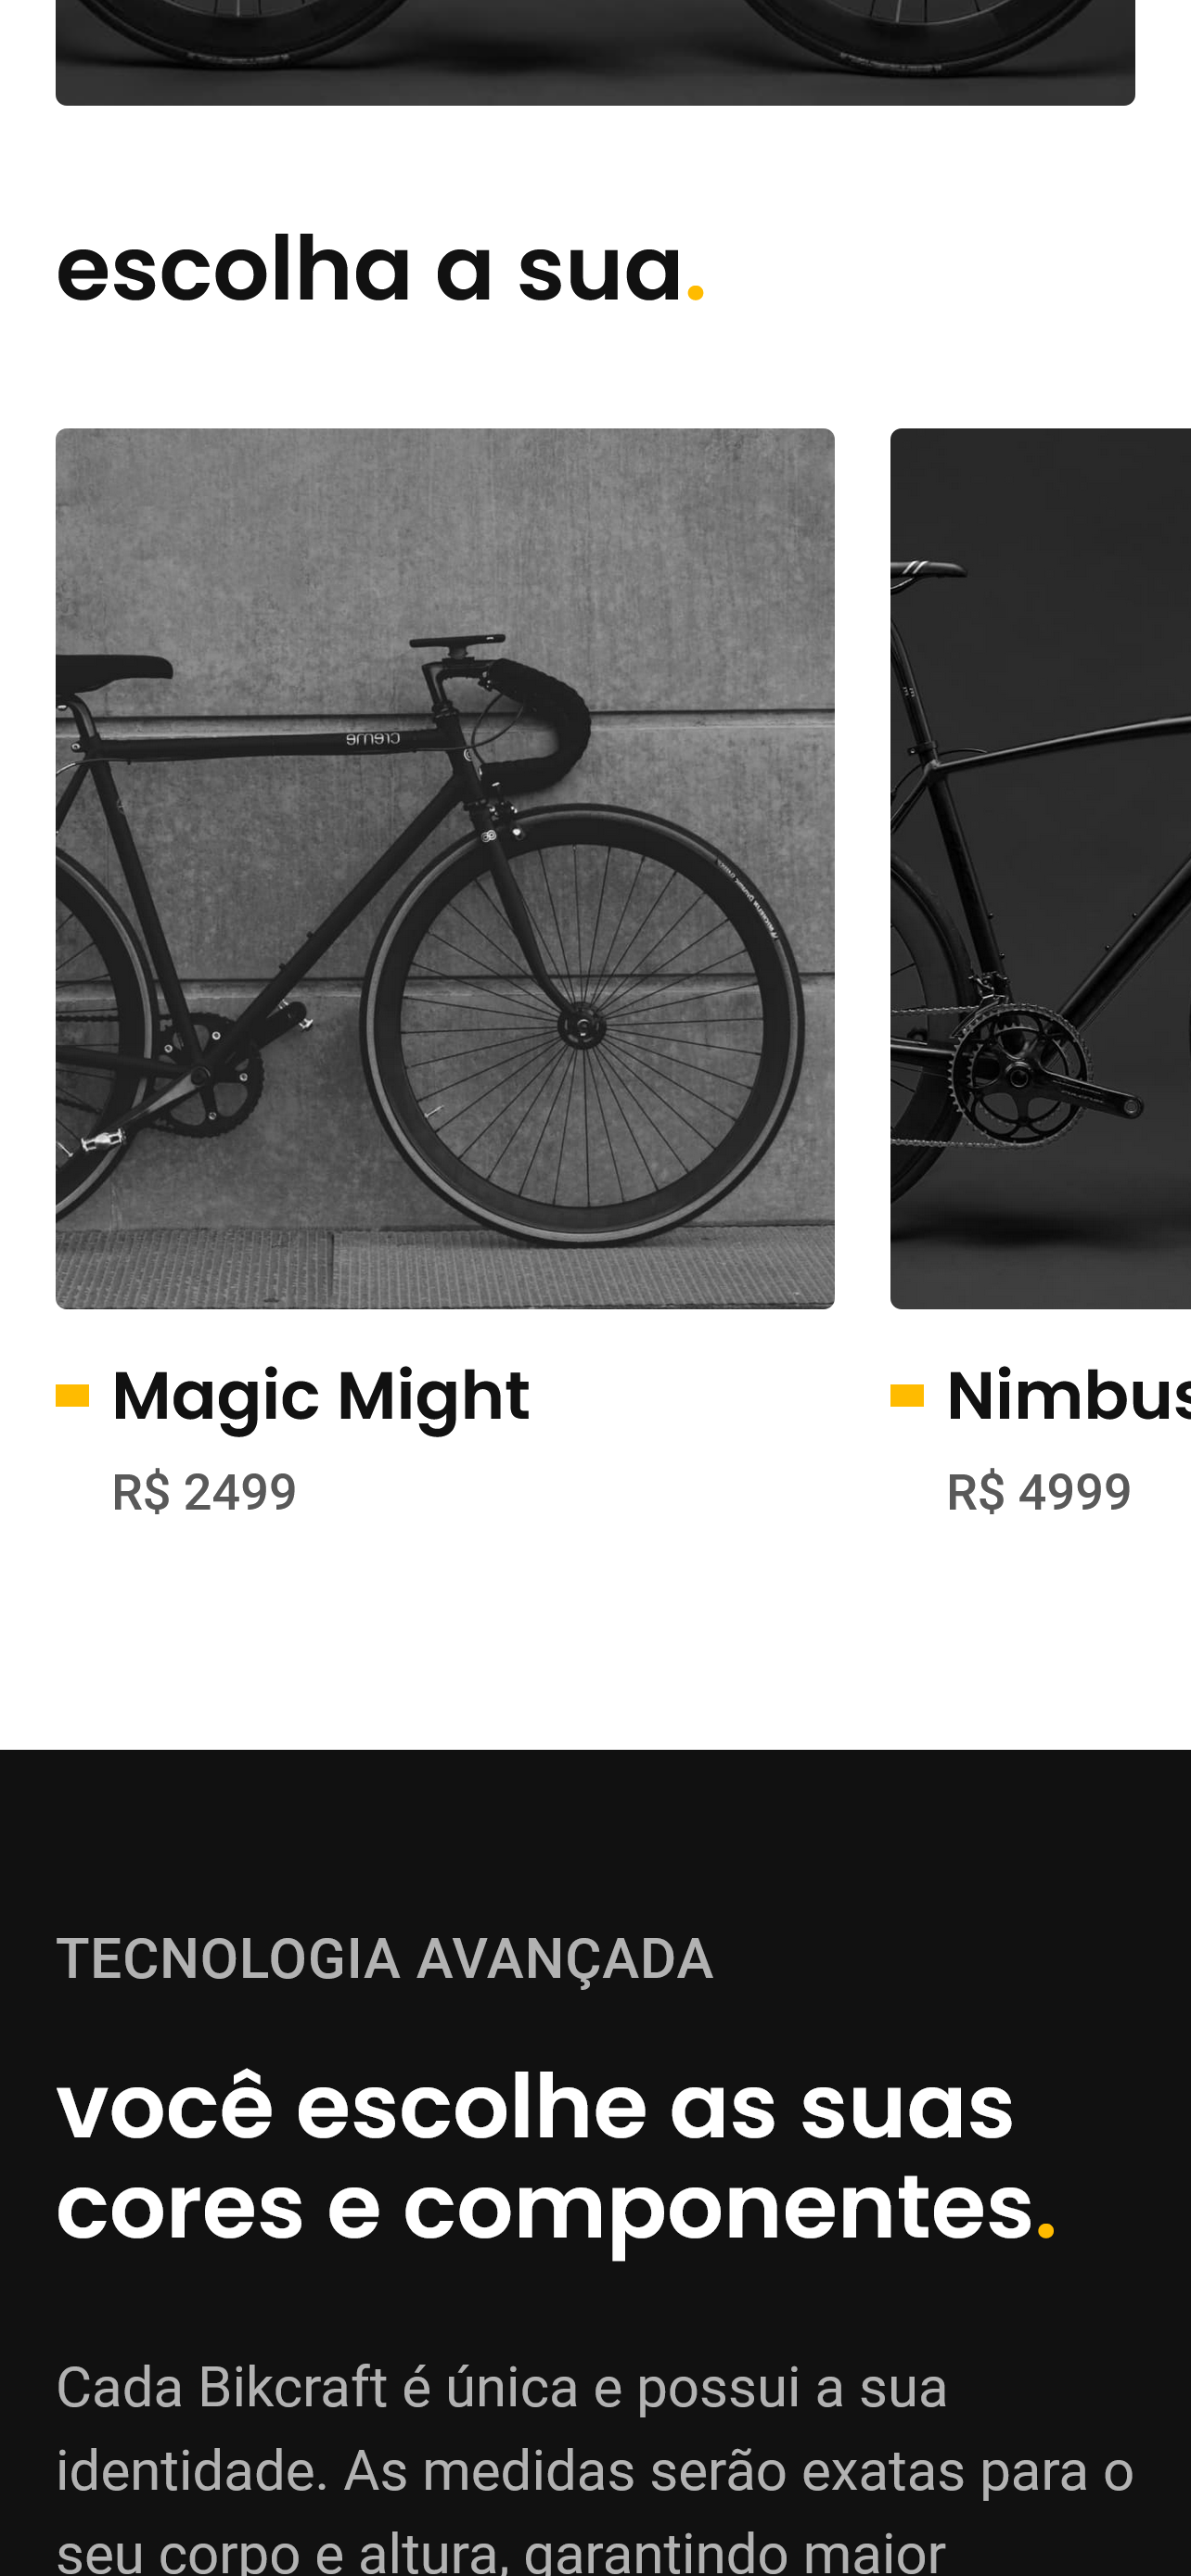 escolha a sua.
creme
Magic Might
R$ 2499
Nimbus
R$ 4999
TECNOLOGIA AVANÇADA
você escolhe as suas
cores e componentes.
Cada Bikcraft é única e possui a sua
identidade. As medidas serão exatas para o
seu corpo e altura, garantindo maior